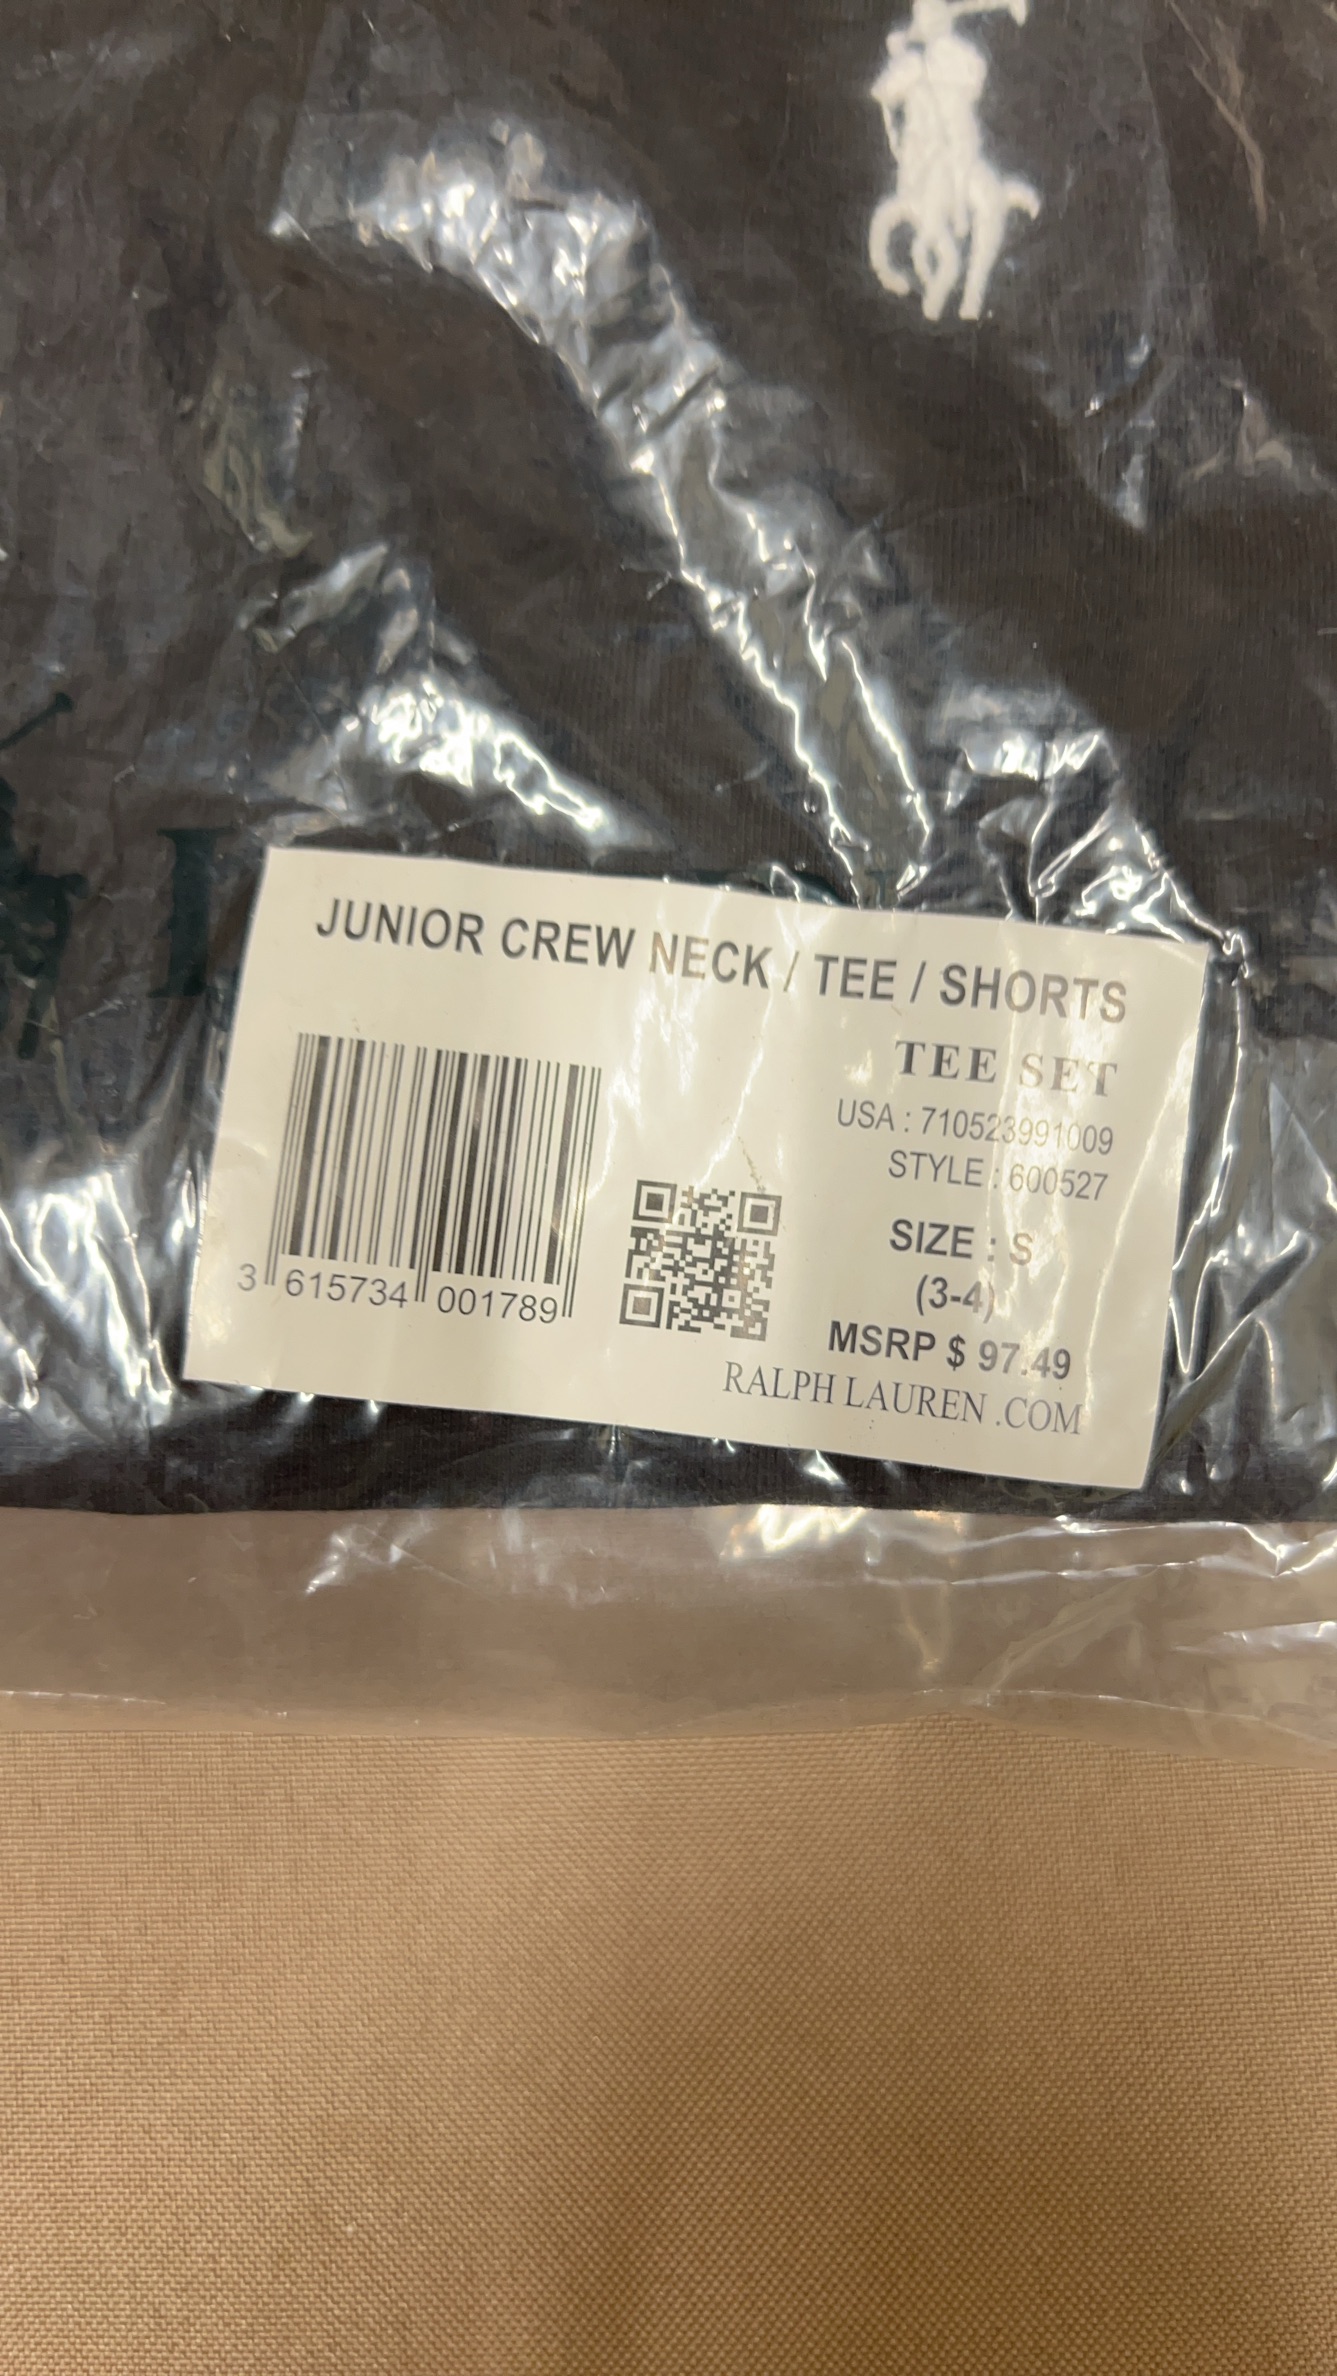 JUNIOR CREW NECK / TEE / SHORTS
TEE SET
USA : 710523991009
STYLE : 600527
SIZE : S
(3-4)
MSRP $ 97.49
RALPH LAUREN .COM
3 615734 001789